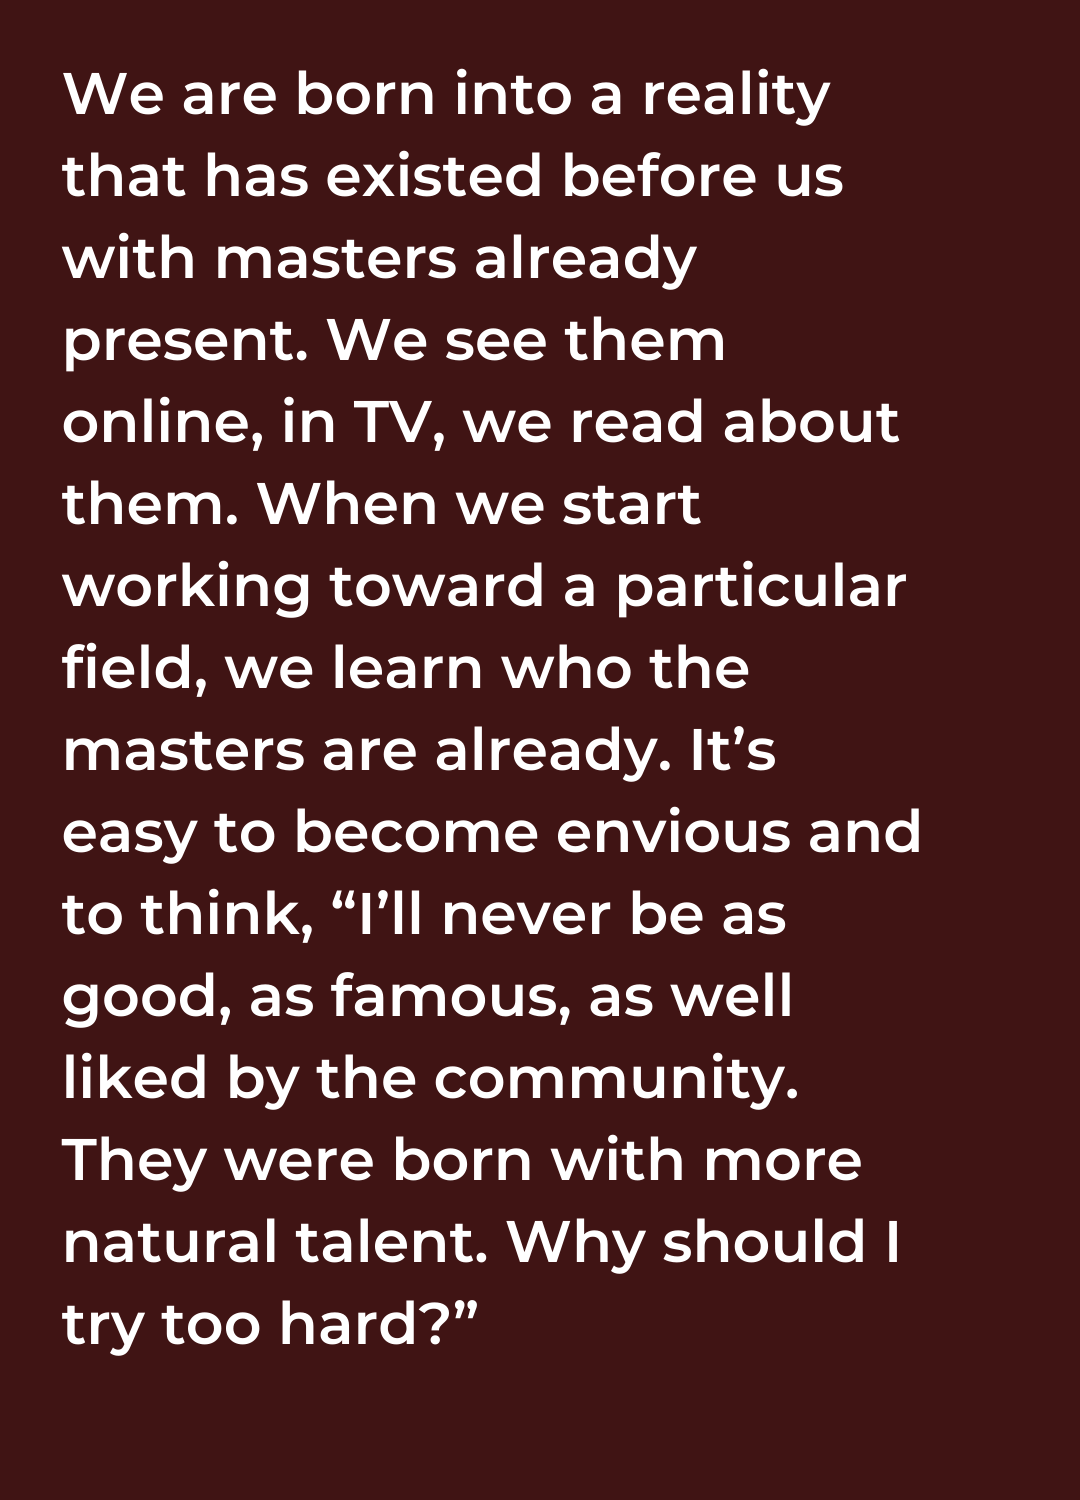 We are born into a reality
that has existed before us
with masters already
present. We see them
online, in TV, we read about
them. When we start
working toward a particular
field, we learn who the
masters are already. It’s
easy to become envious and
to think, “I’ll never be as
good, as famous, as well
liked by the community.
They were born with more
natural talent. Why should I
try too hard?”